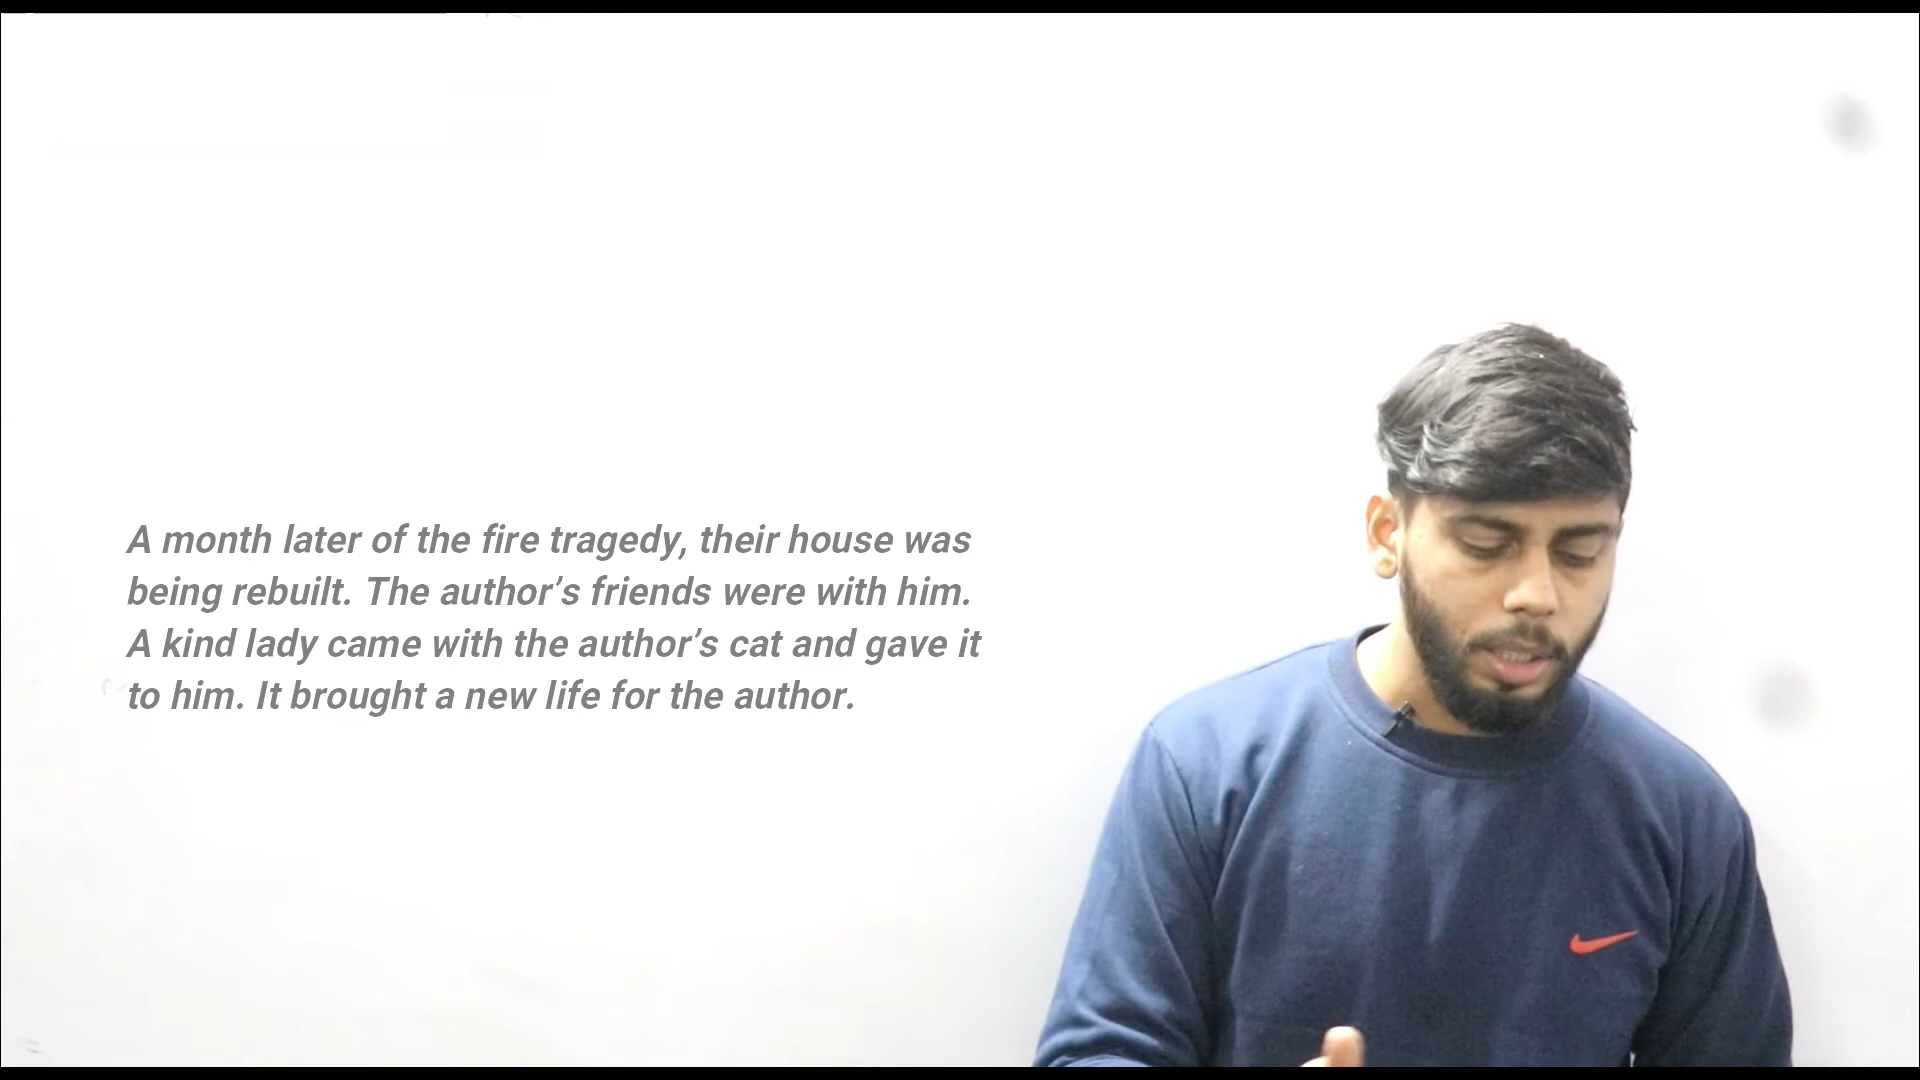 A month later of the fire tragedy, their house was
being rebuilt. The author’s friends were with him.
A kind lady came with the author’s cat and gave it
to him. It brought a new life for the author.